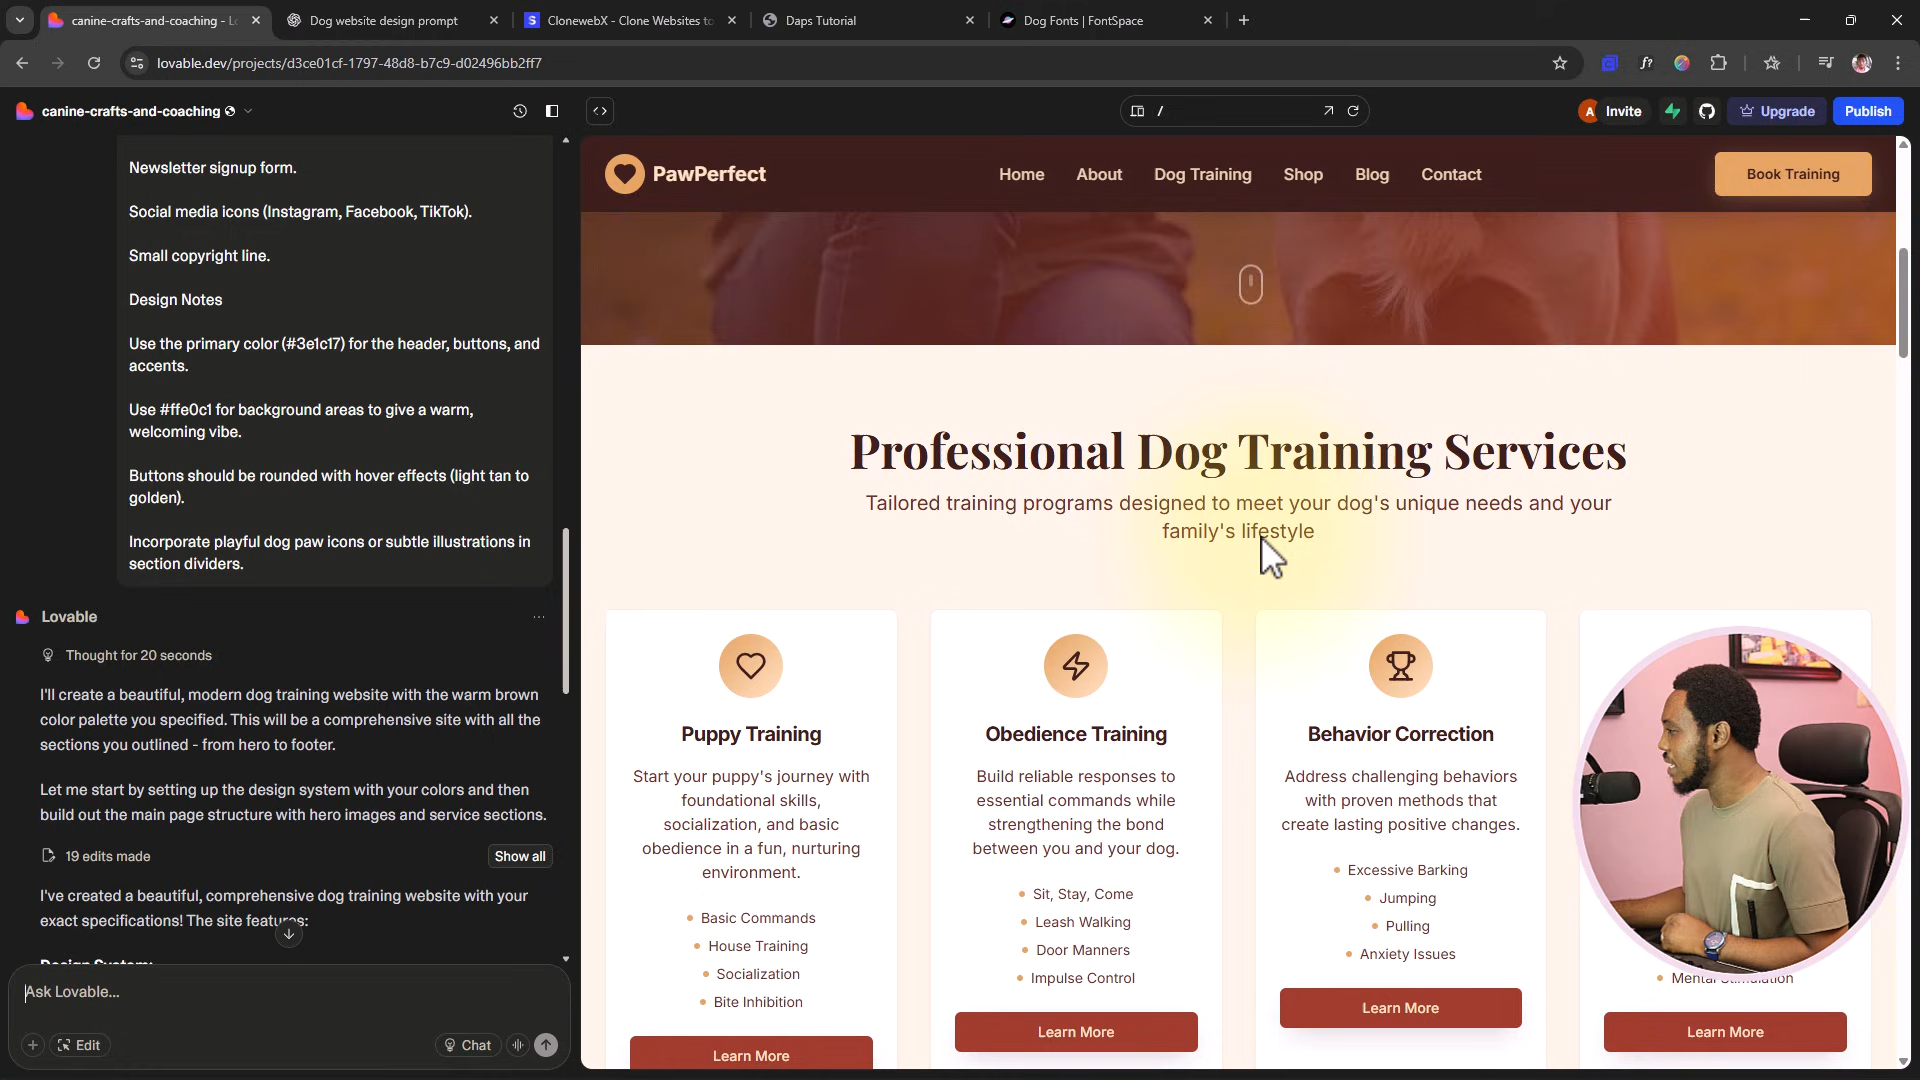 canine-crafts-and-coaching - Lo
Dog website design prompt
ClonewebX - Clone Websites to
Daps Tutorial
Dog Fonts | FontSpace
lovable.dev/projects/d3ce01cf-1797-48d8-b7c9-d02496bb2ff7
f?
canine-crafts-and-coaching
/
A
Invite
Upgrade
Publish
Newsletter signup form.
Social media icons (Instagram, Facebook, TikTok).
Small copyright line.
Design Notes
Use the primary color (#3e1c17) for the header, buttons, and
accents.
Use #ffe0c1 for background areas to give a warm,
welcoming vibe.
Buttons should be rounded with hover effects (light tan to
golden).
Incorporate playful dog paw icons or subtle illustrations in
section dividers.
Lovable
Thought for 20 seconds
I'll create a beautiful, modern dog training website with the warm brown
color palette you specified. This will be a comprehensive site with all the
sections you outlined - from hero to footer.
Let me start by setting up the design system with your colors and then
build out the main page structure with hero images and service sections.
19 edits made
Show all
I've created a beautiful, comprehensive dog training website with your
exact specifications! The site features:
Design System:
Ask Lovable...
Edit
Chat
PawPerfect
Home
About
Dog Training
Shop
Blog
Contact
Book Training
Professional Dog Training Services
Tailored training programs designed to meet your dog's unique needs and your
family's lifestyle
Puppy Training
Start your puppy's journey with
foundational skills,
socialization, and basic
obedience in a fun, nurturing
environment.
Basic Commands
House Training
Socialization
Bite Inhibition
Learn More
Obedience Training
Build reliable responses to
essential commands while
strengthening the bond
between you and your dog.
Sit, Stay, Come
Leash Walking
Door Manners
Impulse Control
Learn More
Behavior Correction
Address challenging behaviors
with proven methods that
create lasting positive changes.
Excessive Barking
Jumping
Pulling
Anxiety Issues
Learn More
Mental Stimulation
Learn More